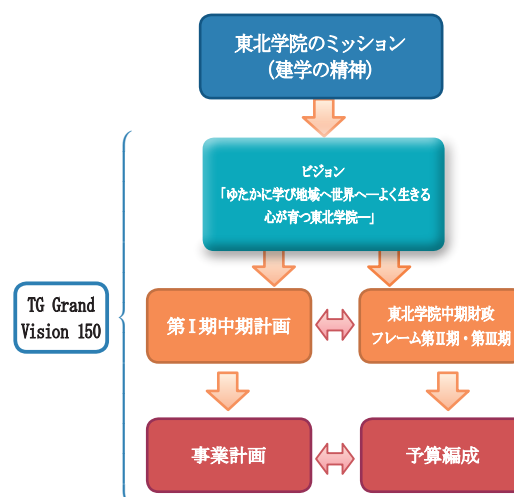 東北学院のミッション
(建学の精神)
ビジョン
「ゆたかに学び地域へ世界へ―よく生きる
心が育つ東北学院―」
TG Grand
Vision 150
第Ⅰ期中期計画
東北学院中期財政
フレーム第Ⅱ期・第Ⅲ期
事業計画
予算編成